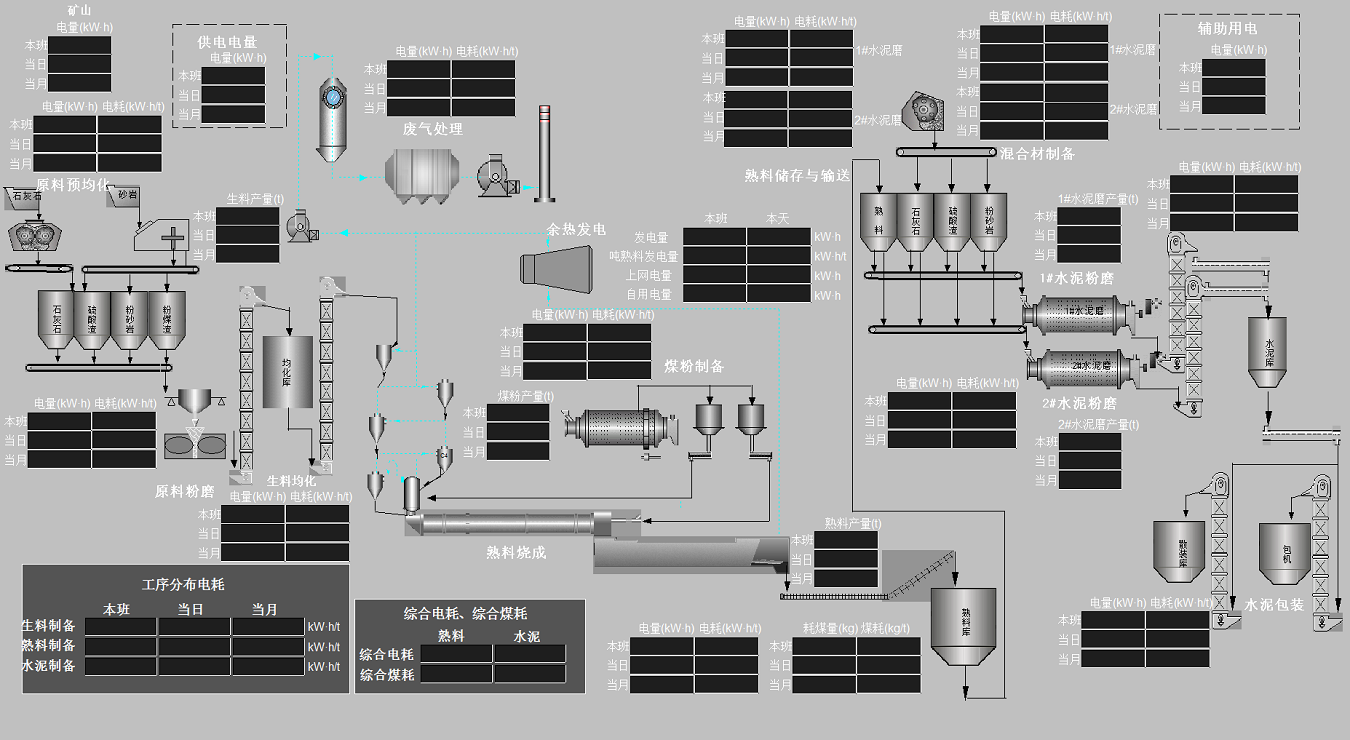 矿山
电量(kW·h)
本班
当日
当月
电量(kW·h) 电耗(kW·h/t)
本班
当日
当月
原料预均化
供电电量
电量(kW·h)
本班
当日
当月
电量(kW·h) 电耗(kW·h/t)
本班
当日
当月
废气处理
石灰石
砂岩
生料产量(t)
本班
当日
当月
石灰石
硫酸渣
粉砂岩
粉煤渣
电量(kW·h) 电耗(kW·h/t)
本班
当日
当月
原料粉磨
均化库
生料均化
电量(kW·h) 电耗(kW·h/t)
本班
当日
当月
余热发电
本班 本天
发电量 kW·h
吨熟料发电量 kW·h/t
上网电量 kW·h
自用电量 kW·h
电量(kW·h) 电耗(kW·h/t)
本班
当日
当月
煤粉制备
煤粉产量(t)
本班
当日
当月
C4
熟料烧成
熟料产量(t)
本班
当日
当月
熟料库
电量(kW·h) 电耗(kW·h/t)
本班
当日
当月
耗煤量(kg) 煤耗(kg/t)
本班
当日
当月
电量(kW·h) 电耗(kW·h/t)
本班
当日
当月
1#水泥磨
本班
当日
当月
2#水泥磨
熟料储存与输送
电量(kW·h) 电耗(kW·h/t)
本班
当日
当月
1#水泥磨
本班
当日
当月
2#水泥磨
混合材制备
辅助用电
电量(kW·h)
本班
当日
当月
熟料
石灰石
硫酸渣
粉砂岩
1#水泥磨产量(t)
本班
当日
当月
1#水泥粉磨
电量(kW·h) 电耗(kW·h/t)
本班
当日
当月
1#水泥磨
2#水泥磨
2#水泥粉磨
电量(kW·h) 电耗(kW·h/t)
本班
当日
当月
2#水泥磨产量(t)
本班
当日
当月
水泥库
散装库
包机
水泥包装
电量(kW·h) 电耗(kW·h/t)
本班
当日
当月
工序分布电耗
本班 当日 当月
生料制备 kW·h/t
熟料制备 kW·h/t
水泥制备 kW·h/t
综合电耗、综合煤耗
熟料 水泥
综合电耗
综合煤耗